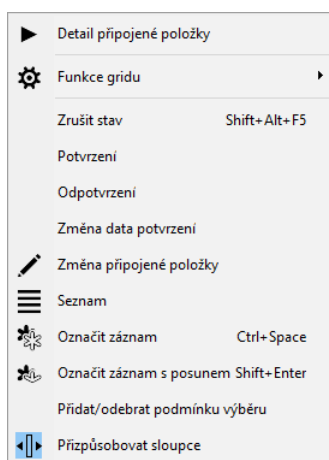 Detail připojené položky
Funkce gridu
Zrušit stav Shift+Alt+F5
Potvrzení
Odpotvrzení
Změna data potvrzení
Změna připojené položky
Seznam
Označit záznam Ctrl+Space
Označit záznam s posunem Shift+Enter
Přidat/odebrat podmínku výběru
Přizpůsobovat sloupce